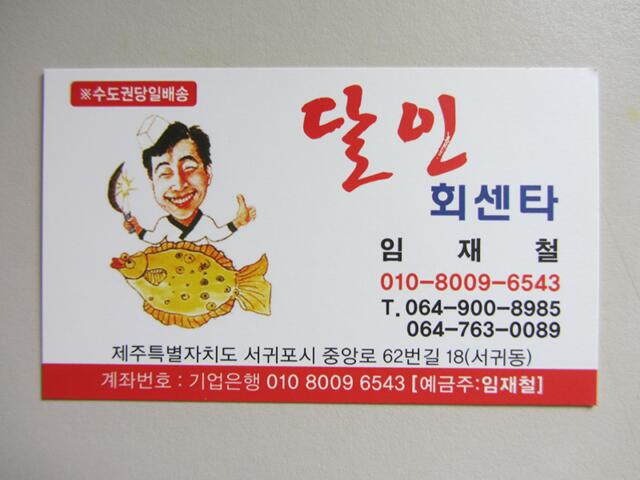 ※수도권당일배송
달인
회센타
임 재 철
010-8009-6543
T. 064-900-8985
064-763-0089
제주특별자치도 서귀포시 중앙로 62번길 18(서귀동)
계좌번호 : 기업은행 010 8009 6543 [예금주:임재철]